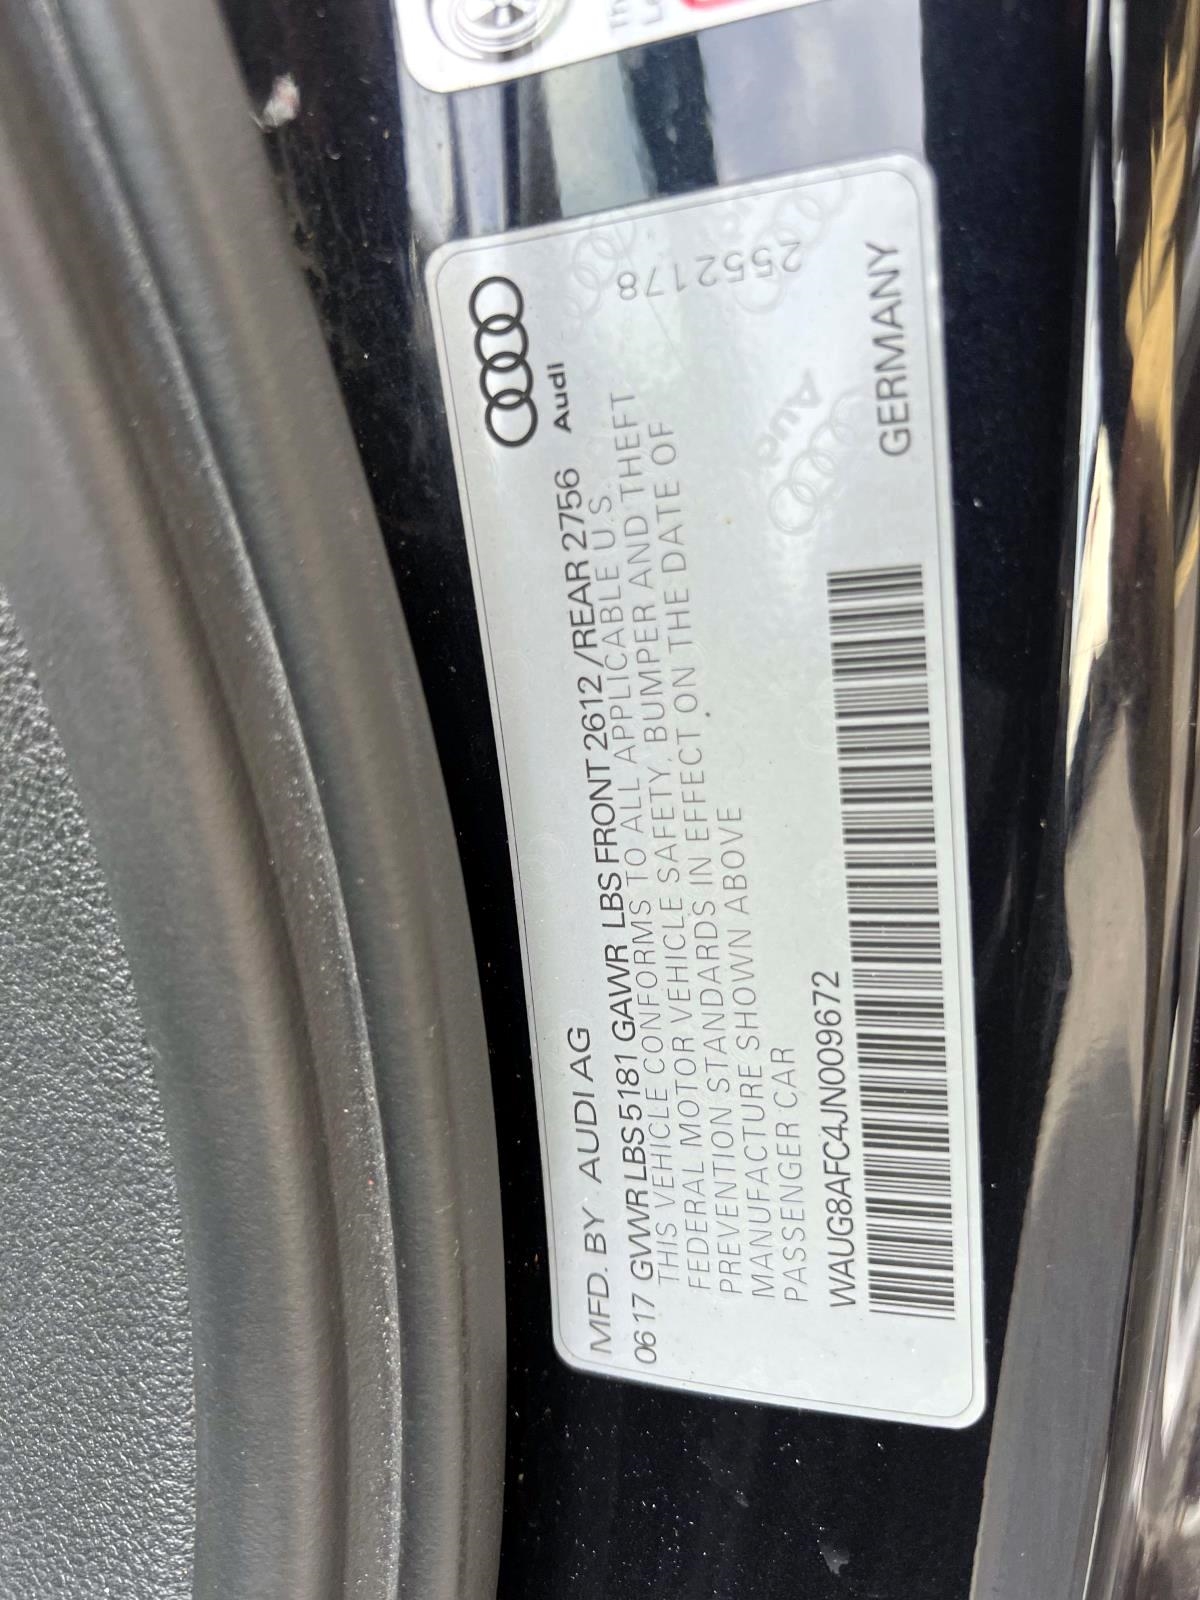 Audi
MFD. BY AUDI AG
0617 GVWR LBS 5181 GAWR LBS FRONT 2612 /REAR 2756
THIS VEHICLE CONFORMS TO ALL APPLICABLE U.S.
FEDERAL MOTOR VEHICLE SAFETY, BUMPER AND THEFT
PREVENTION STANDARDS IN EFFECT ON THE DATE OF
MANUFACTURE SHOWN ABOVE
PASSENGER CAR
2552178
WAUG8AFC4JN009672
GERMANY